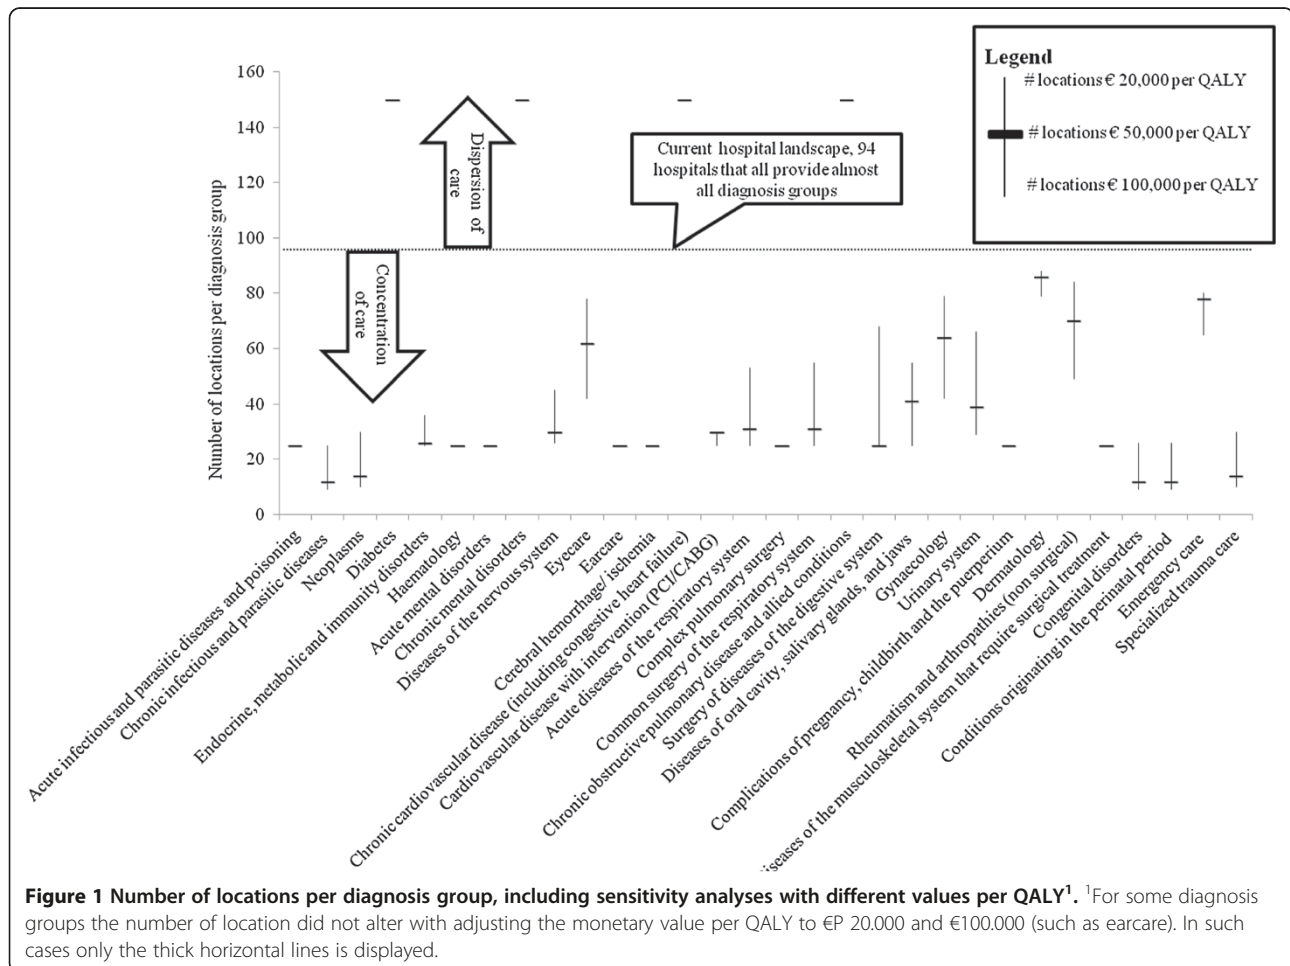 Legend
# locations € 20,000 per QALY
# locations € 50,000 per QALY
# locations € 100,000 per QALY
160
140
120
100
80
60
40
20
0
Number of locations per diagnosis group
Dispersion of
care
Concentration
of care
Current hospital landscape, 94
hospitals that all provide almost
all diagnosis groups
Acute infectious and parasitic diseases and poisoning
Chronic infectious and parasitic diseases
Neoplasms
Diabetes
Endocrine, metabolic and immunity disorders
Haematology
Acute mental disorders
Chronic mental disorders
Diseases of the nervous system
Eyecare
Earcare
Cerebral hemorrhage/ ischemia
Chronic cardiovascular disease (including congestive heart failure)
Cardiovascular disease with intervention (PCI/CABG)
Acute diseases of the respiratory system
Complex pulmonary surgery
Common surgery of the respiratory system
Chronic obstructive pulmonary disease and allied conditions
Surgery of diseases of the digestive system
Diseases of oral cavity, salivary glands, and jaws
Gynaecology
Urinary system
Complications of pregnancy, childbirth and the puerperium
Dermatology
Rheumatism and arthropathies (non surgical)
iseases of the musculoskeletal system that require surgical treatment
Congenital disorders
Conditions originating in the perinatal period
Emergency care
Specialized trauma care
Figure 1 Number of locations per diagnosis group, including sensitivity analyses with different values per QALY¹. ¹For some diagnosis
groups the number of location did not alter with adjusting the monetary value per QALY to €P 20.000 and €100.000 (such as earcare). In such
cases only the thick horizontal lines is displayed.